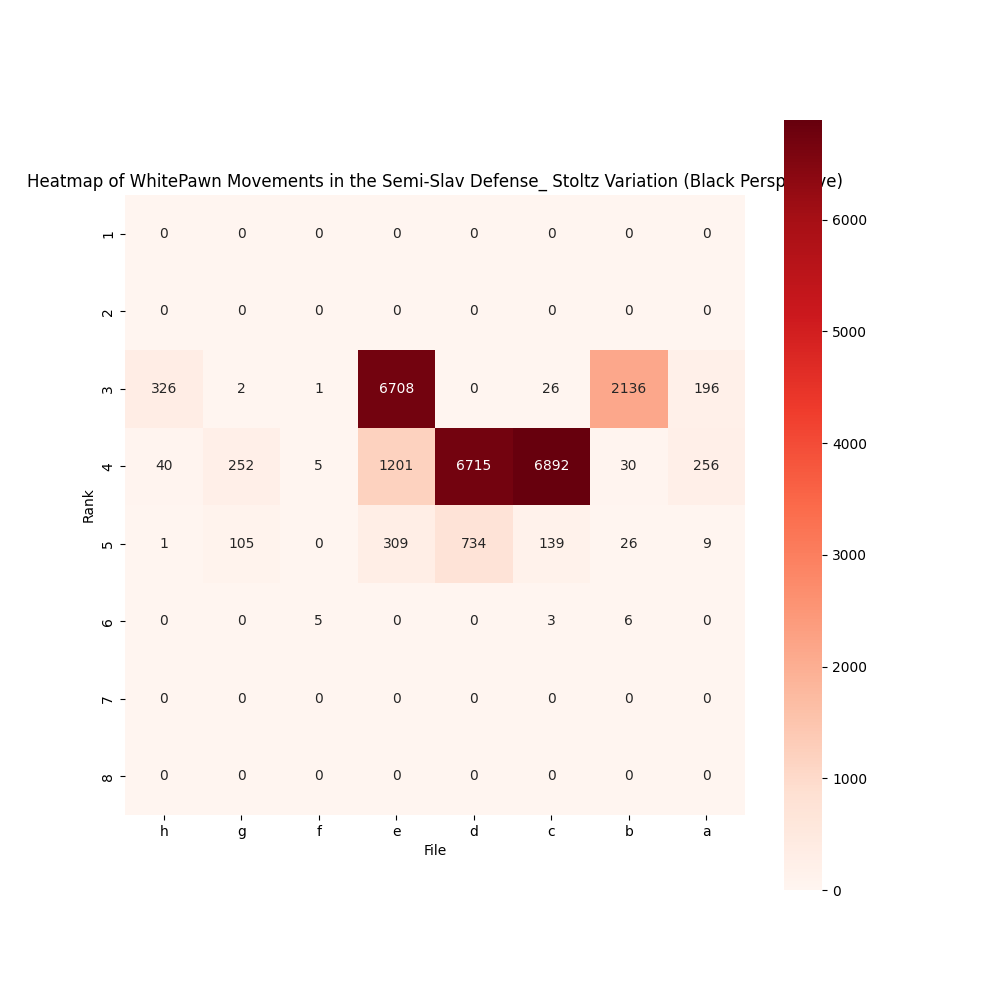 Heatmap of WhitePawn Movements in the Semi-Slav Defense_ Stoltz Variation (Black Persp ve)
6000
1 0 0 0 0 0 0 0 0
2 0 0 0 0 0 0 0 0
5000
3 326 2 1 6708 0 26 2136 196
4000
4 40 252 5 1201 6715 6892 30 256
Rank
5 1 105 0 309 734 139 26 9
3000
6 0 0 5 0 0 3 6 0
2000
7 0 0 0 0 0 0 0 0
8 0 0 0 0 0 0 0 0
1000
h g f e d c b a
File
0